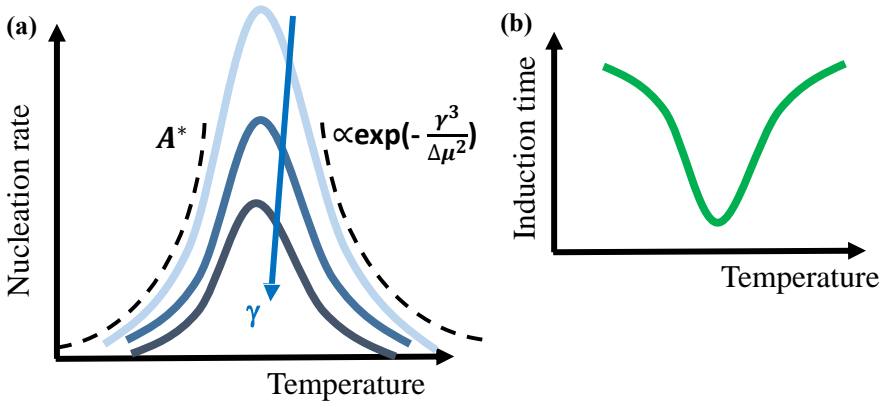 (a)
Nucleation rate
A*
∝exp(- γ³/Δμ²)
γ
Temperature
(b)
Induction time
Temperature